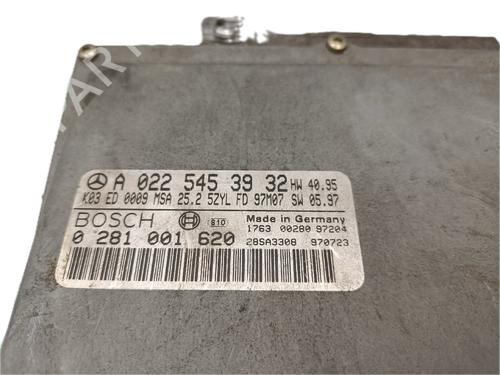 A 022 545 39 32 HW 40.95
K03 ED 0009 MSA 25.2 5ZYL FD 97M07 SW 05.97
BOSCH 810 Made in Germany
1763 00280 97204
0 281 001 620 28SA3308 970723